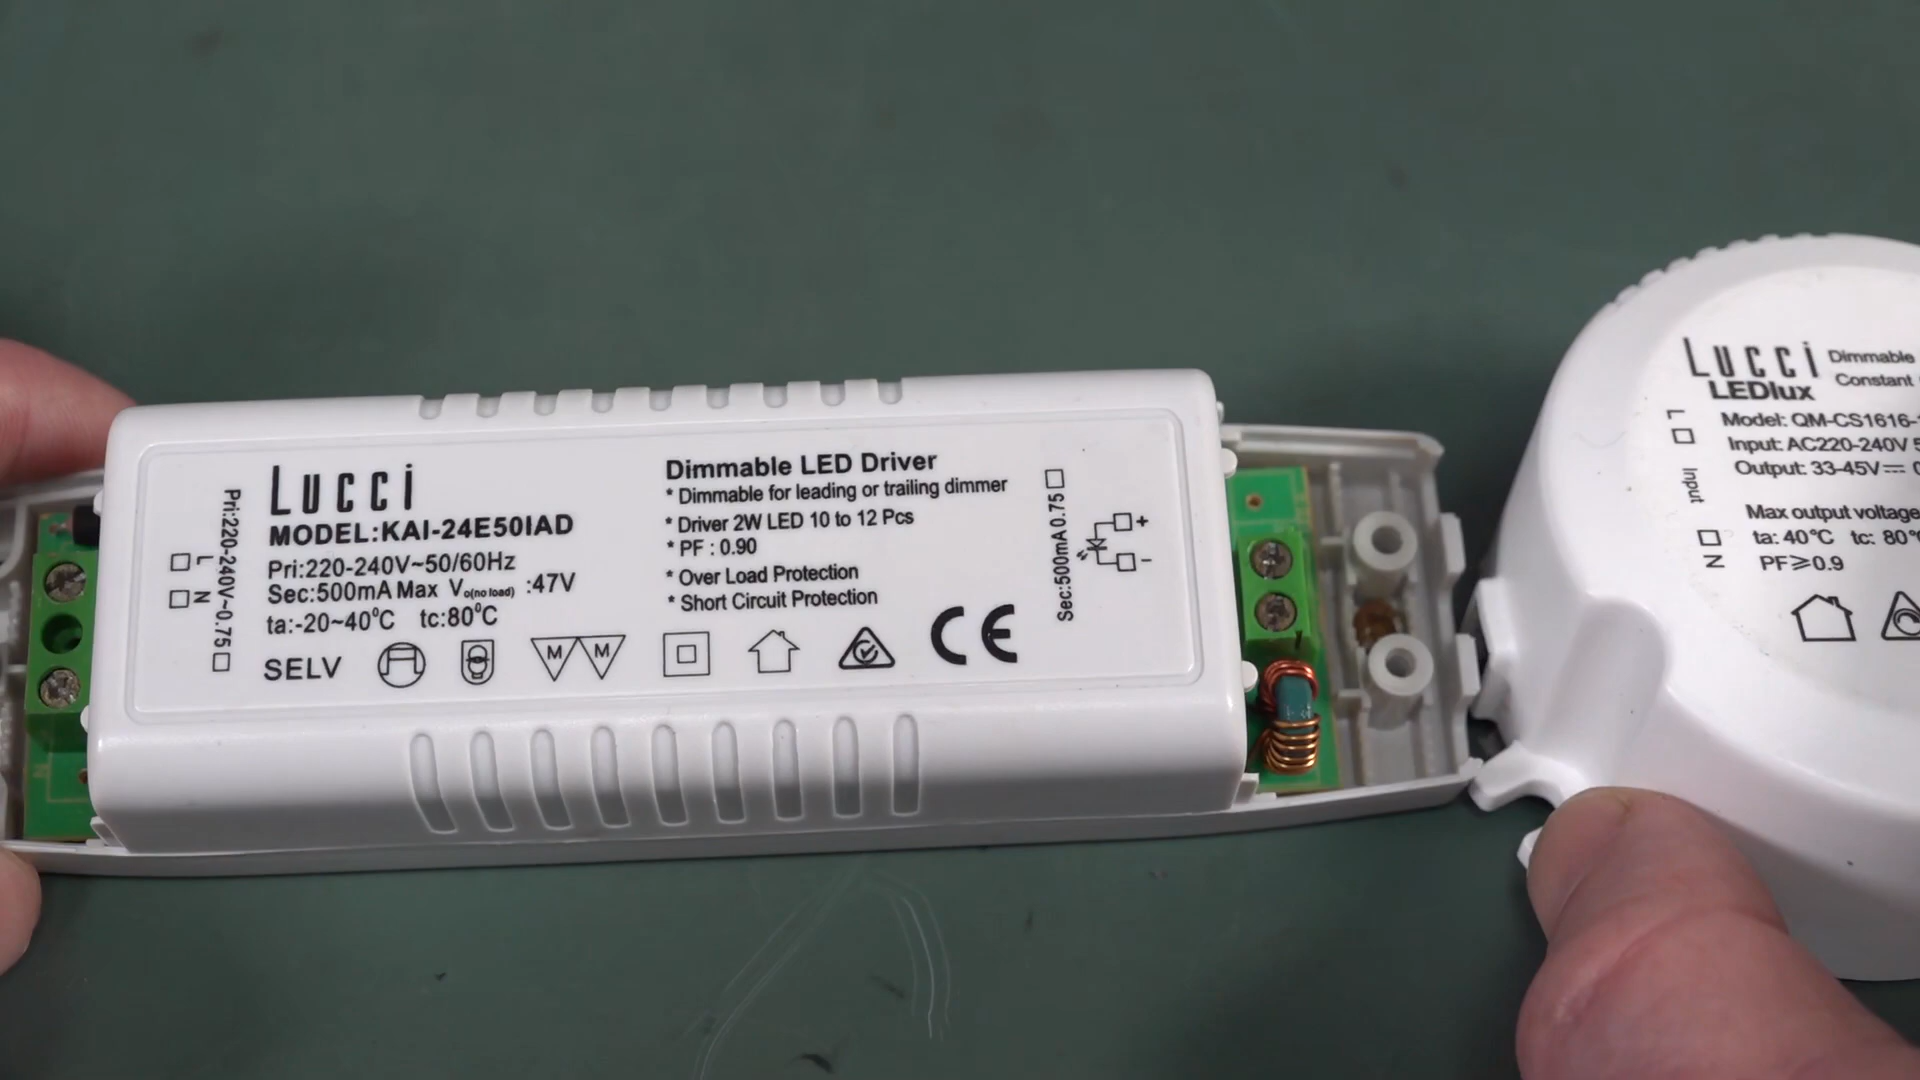 Lucci
MODEL:KAI-24E50IAD
Pri:220-240V~50/60Hz
Sec:500mA Max Vo(no load) :47V
ta:-20~40°C tc:80°C
SELV
M M
L
N
Pri:220-240V~0.75
Dimmable LED Driver
* Dimmable for leading or trailing dimmer
* Driver 2W LED 10 to 12 Pcs
* PF : 0.90
* Over Load Protection
* Short Circuit Protection
CE
Sec:500mA 0.75
+
-
Lucci
LEDlux
Dimmable
Constant
Model: QM-CS1616-
Input: AC220-240V
Output: 33-45V
Max output voltage
ta: 40°C tc: 80°
PF≥0.9
L
Input
N
N